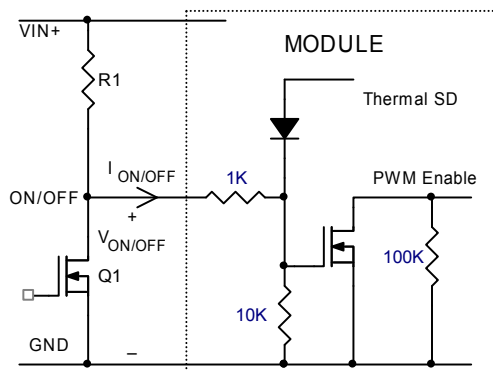 VIN+
MODULE
R1
Thermal SD
I ON/OFF
1K
PWM Enable
ON/OFF
+
V ON/OFF
Q1
100K
10K
GND
–